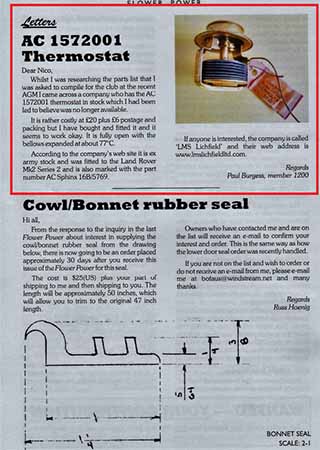 FLOWER POWER
Letters
AC 1572001
Thermostat
Dear Nico,
Whilst I was researching the parts list that I
was asked to compile for the club at the recent
AGM I came across a company who has the AC
1572001 thermostat in stock which I had been
led to believe was no longer available.
It is rather costly at £20 plus £6 postage and
packing but I have bought and fitted it and it
seems to work okay. It is fully open with the
bellows expanded at about 77°C.
According to the company's web site it is ex
army stock and was fitted to the Land Rover
Mk2 Series 2 and is also marked with the part
number AC Sphinx 16B/5769.
If anyone is interested, the company is called
'LMS Lichfield' and their web address is
www.lmslichfieldltd.com.
Regards
Paul Burgess, member 1200
Cowl/Bonnet rubber seal
Hi all,
From the response to the inquiry in the last
Flower Power about interest in supplying the
cowl/bonnet rubber seal from the drawing
below, there is now going to be an order placed
approximately 30 days after you receive this
issue of the Flower Power for this seal.
The cost is $25(US) plus your part of
shipping to me and then shipping to you. The
length will be approximately 50 inches, which
will allow you to trim to the original 47 inch
length.
Owners who have contacted me and are on
the list will receive an e-mail to confirm your
interest and order. This is the same way as how
the lower door seal order was recently handled.
If you are not on the list and wish to order or
do not receive an e-mail from me, please e-mail
me at bofaus@windstream.net and many
thanks.
Regards
Russ Hoenig
1
1 1/4
1/4
3/8
5/64
BONNET SEAL
SCALE: 2-1